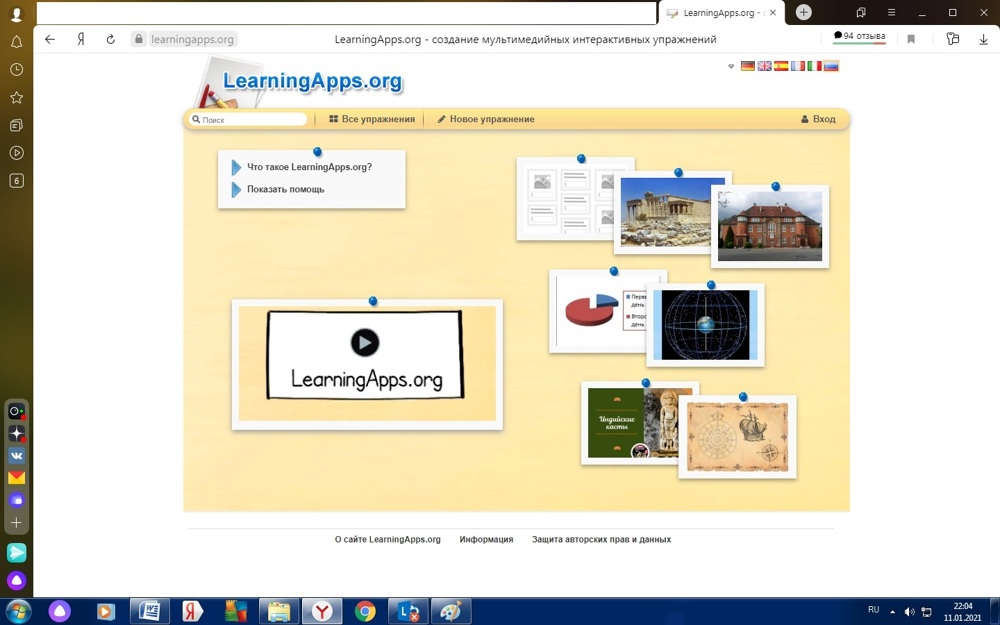 LearningApps.org - с
learningapps.org
LearningApps.org - создание мультимедийных интерактивных упражнений
94 отзыва
6
LearningApps.org
Поиск
Все упражнения
Новое упражнение
Вход
Что такое LearningApps.org?
Показать помощь
Первы
день
Второ
день
LearningApps.org
Индийские
касты
О сайте LearningApps.org
Информация
Защита авторских прав и данных
RU
22:04
11.01.2021